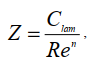 Z = C_lam / Re^n ,